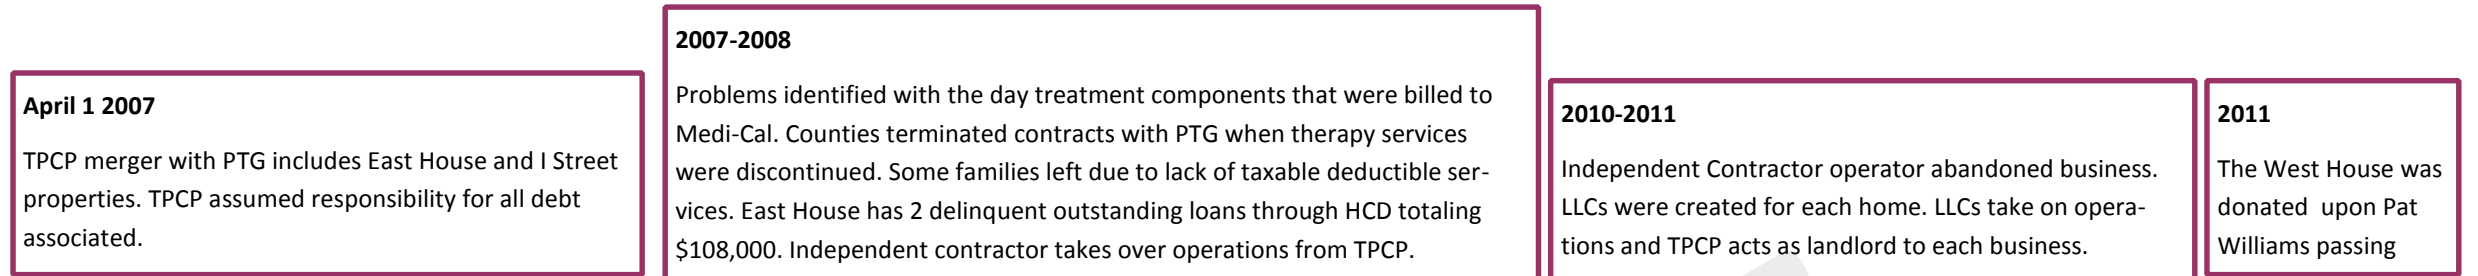 April 1 2007
TPCP merger with PTG includes East House and I Street
properties. TPCP assumed responsibility for all debt
associated.
2007-2008
Problems identified with the day treatment components that were billed to
Medi-Cal. Counties terminated contracts with PTG when therapy services
were discontinued. Some families left due to lack of taxable deductible ser-
vices. East House has 2 delinquent outstanding loans through HCD totaling
$108,000. Independent contractor takes over operations from TPCP.
2010-2011
Independent Contractor operator abandoned business.
LLCs were created for each home. LLCs take on opera-
tions and TPCP acts as landlord to each business.
2011
The West House was
donated  upon Pat
Williams passing